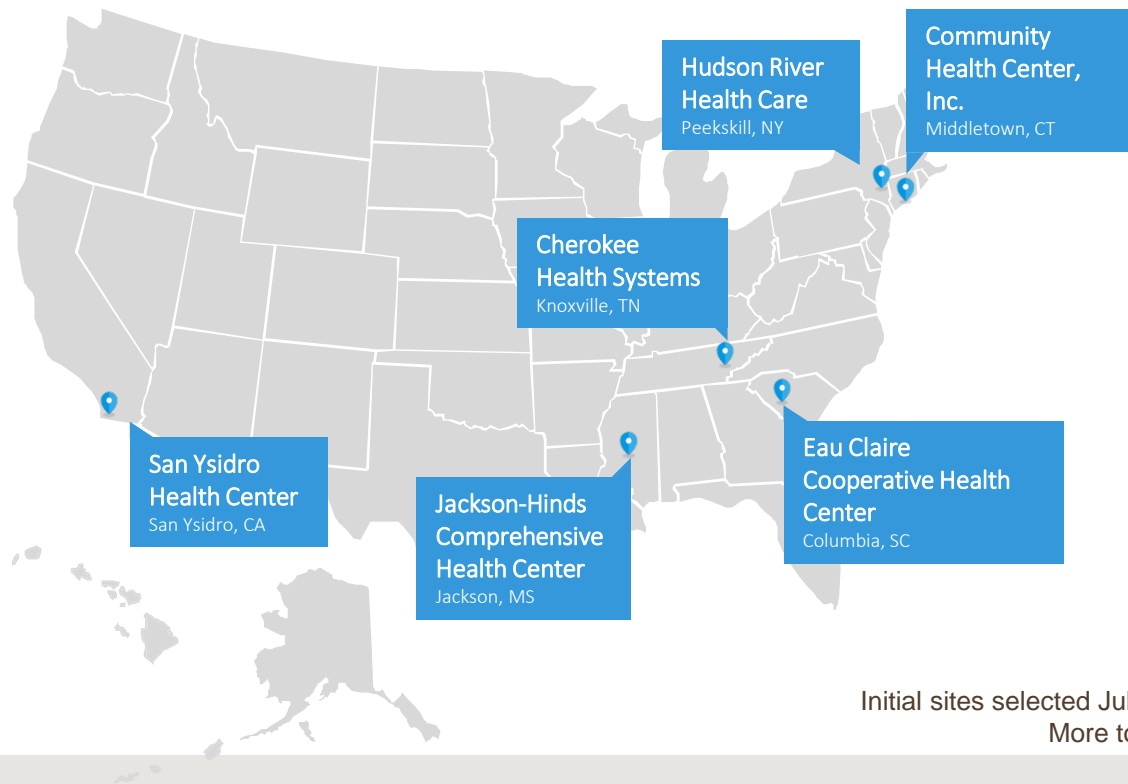 Hudson River
Health Care
Peekskill, NY
Community
Health Center,
Inc.
Middletown, CT
Cherokee
Health Systems
Knoxville, TN
San Ysidro
Health Center
San Ysidro, CA
Jackson-Hinds
Comprehensive
Health Center
Jackson, MS
Eau Claire
Cooperative Health
Center
Columbia, SC
Initial sites selected
More